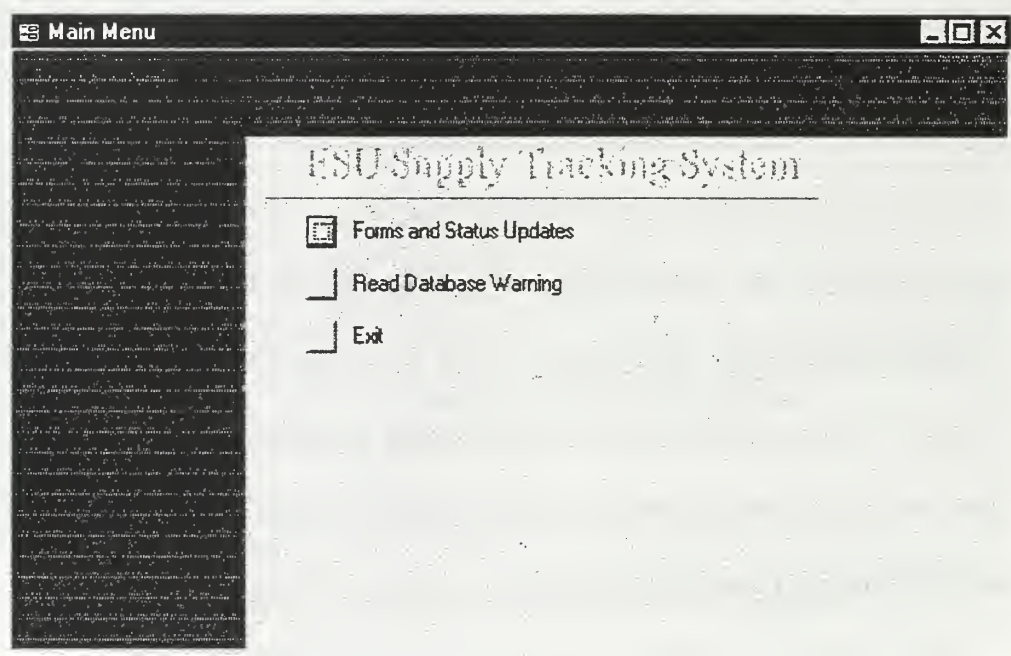 Main Menu
ESU Supply Tracking System
Forms and Status Updates
Read Database Warning
Exit